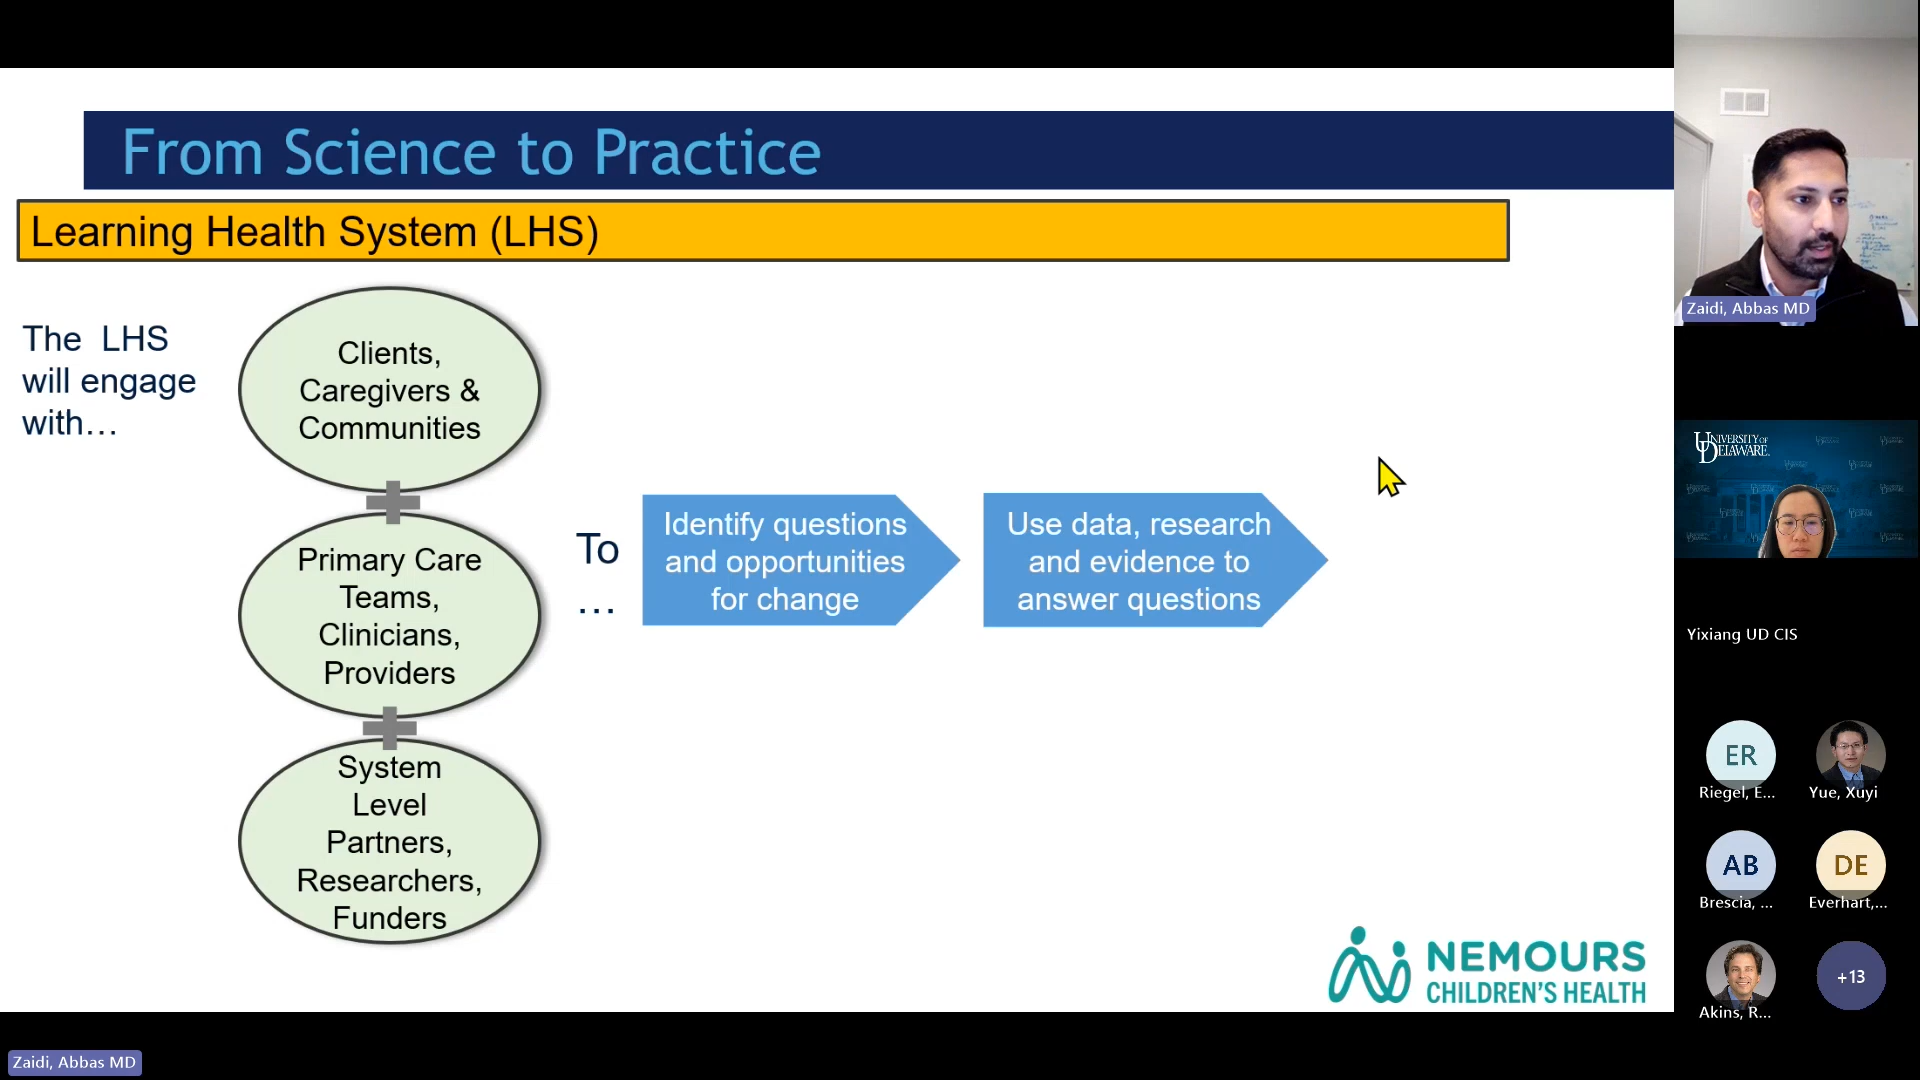 From Science to Practice
Learning Health System (LHS)
The LHS
will engage
with…
Clients,
Caregivers &
Communities
Primary Care
Teams,
Clinicians,
Providers
System
Level
Partners,
Researchers,
Funders
To
…
Identify questions
and opportunities
for change
Use data, research
and evidence to
answer questions
NEMOURS
CHILDREN'S HEALTH
Zaidi, Abbas MD
UNIVERSITY OF
DELAWARE
Yixiang UD CIS
ER
Riegel, E...
Yue, Xuyi
AB
Brescia, ...
DE
Everhart,...
Akins, R...
+13
Zaidi, Abbas MD